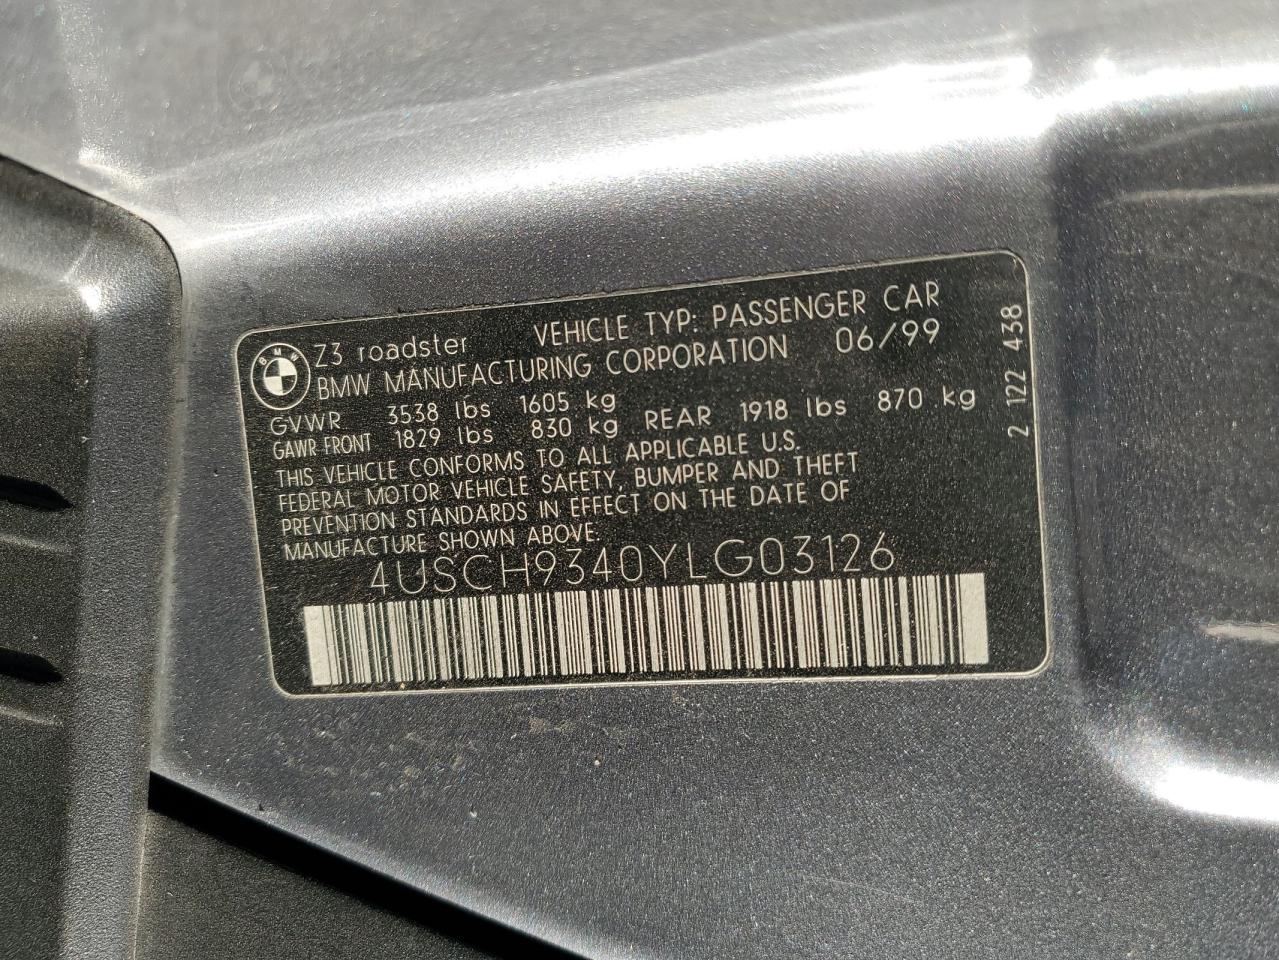 BMW
Z3 roadster VEHICLE TYP: PASSENGER CAR
BMW MANUFACTURING CORPORATION 06/99
GVWR 3538 lbs 1605 kg
GAWR FRONT 1829 lbs 830 kg REAR 1918 lbs 870 kg
THIS VEHICLE CONFORMS TO ALL APPLICABLE U.S.
FEDERAL MOTOR VEHICLE SAFETY, BUMPER AND THEFT
PREVENTION STANDARDS IN EFFECT ON THE DATE OF
MANUFACTURE SHOWN ABOVE.
4USCH9340YLG03126
2 122 438